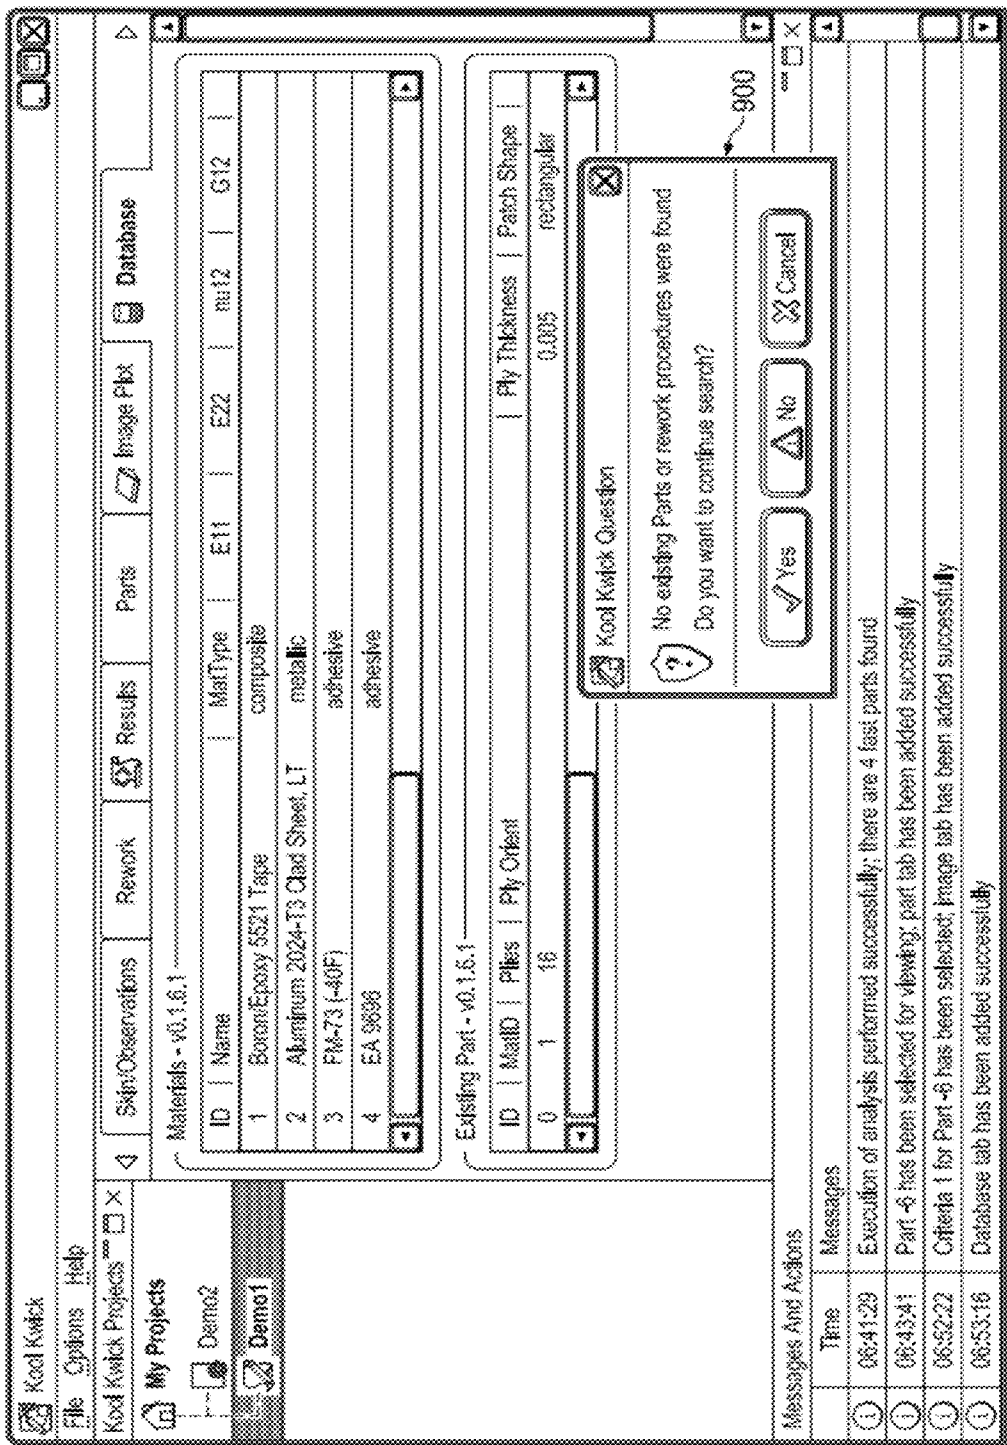 Kool Kwick
File Options Help
Kool Kwick Projects
My Projects
Demo2
Demo1
Skin/Observations Rework Results Parts Image Plot Database
Materials - v0.1.6.1
ID | Name | MatType | E11 | E22 | nu12 | G12 |
1 Boron/Epoxy 5521 Tape composite
2 Aluminum 2024-T3 Clad Sheet, LT metallic
3 FM-73 (-40F) adhesive
4 EA 9696 adhesive
Existing Part - v0.1.6.1
ID | MatID | Plies | Ply Orient | Ply Thickness | Patch Shape |
0 1 16 0.005 rectangular
Kool Kwick Question
? No existing Parts or rework procedures were found
Do you want to continue search?
Yes No Cancel
900
Messages And Actions
Time Messages
06:41:29 Execution of analysis performed successfully; there are 4 fast parts found
06:43:41 Part -6 has been selected for viewing; part tab has been added successfully
06:52:22 Criteria 1 for Part -6 has been selected; image tab has been added successfully
06:53:16 Database tab has been added successfully